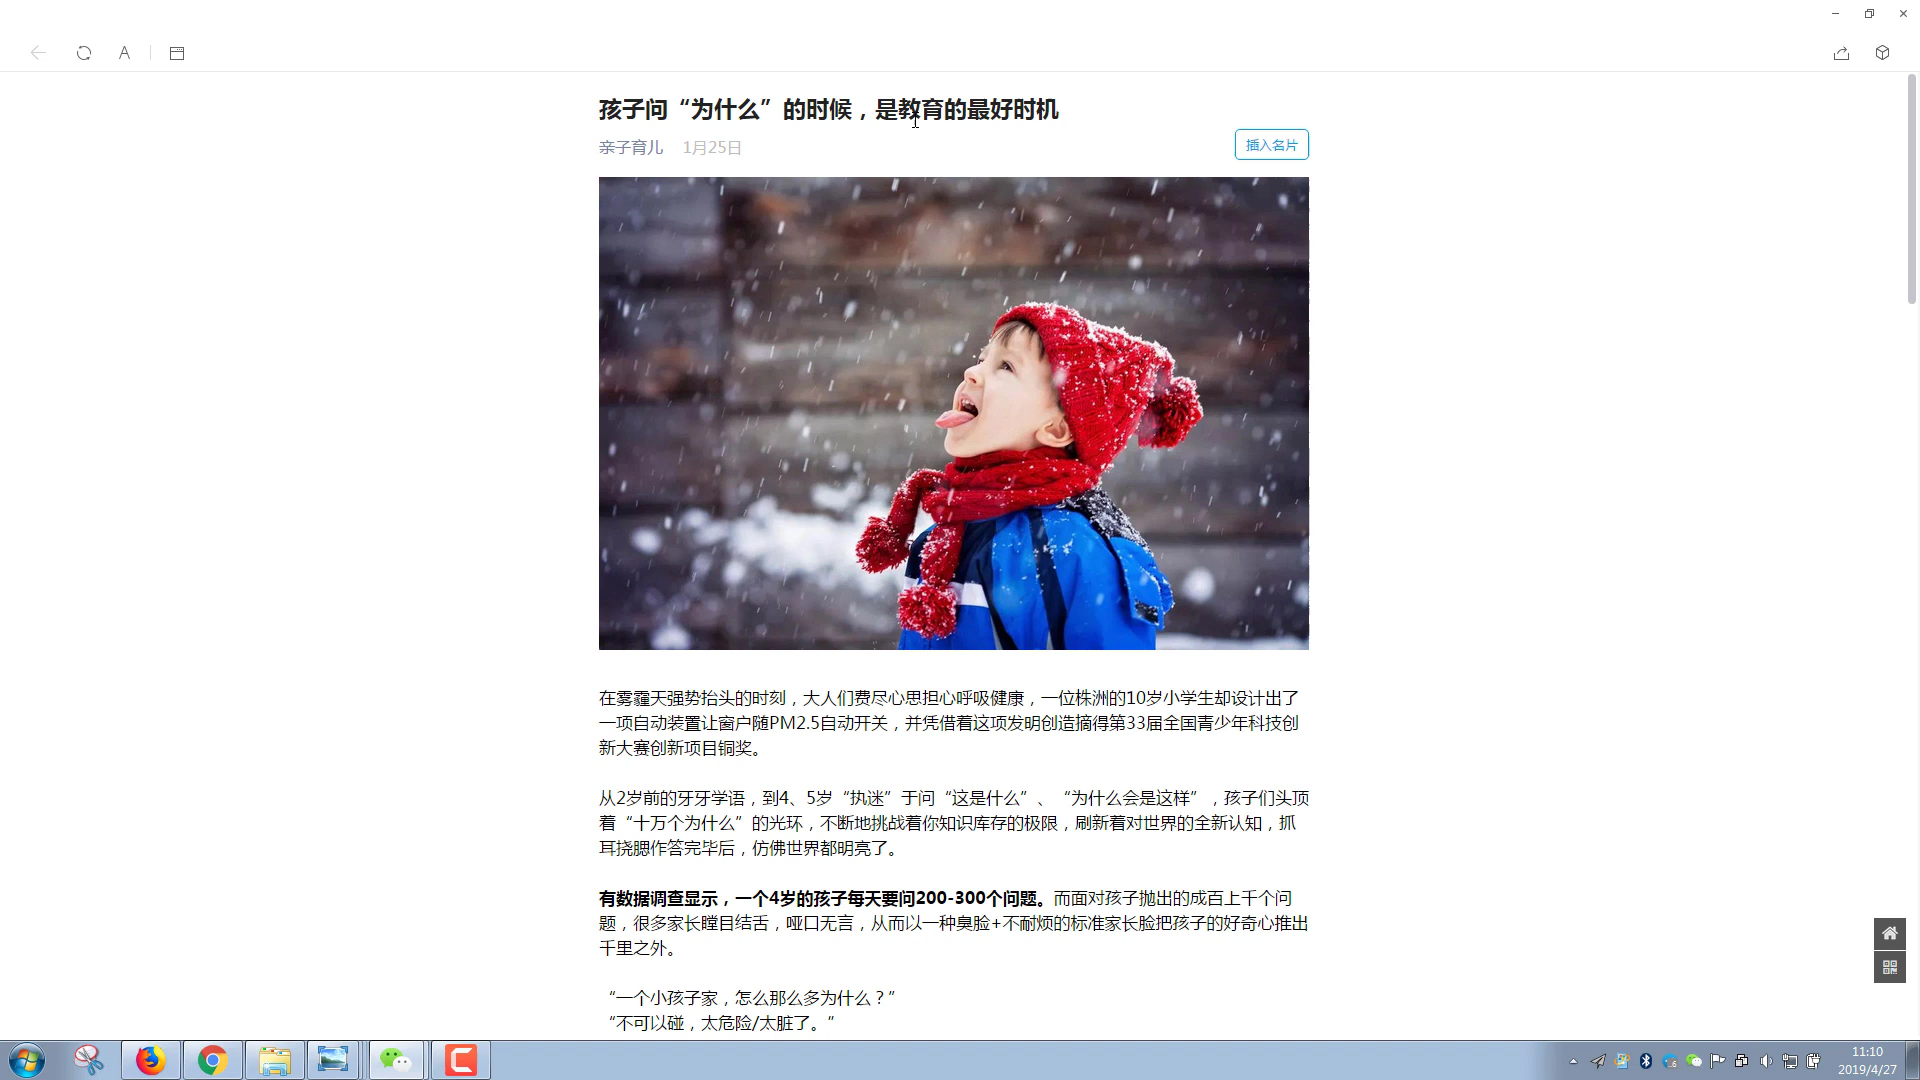 A
孩子问“为什么”的时候，是教育的最好时机
亲子育儿 1月25日
插入名片
在雾霾天强势抬头的时刻，大人们费尽心思担心呼吸健康，一位株洲的10岁小学生却设计出了
一项自动装置让窗户随PM2.5自动开关，并凭借着这项发明创造摘得第33届全国青少年科技创
新大赛创新项目铜奖。
从2岁前的牙牙学语，到4、5岁“执迷”于问“这是什么”、“为什么会是这样”，孩子们头顶
着“十万个为什么”的光环，不断地挑战着你知识库存的极限，刷新着对世界的全新认知，抓
耳挠腮作答完毕后，仿佛世界都明亮了。
有数据调查显示，一个4岁的孩子每天要问200-300个问题。而面对孩子抛出的成百上千个问
题，很多家长瞠目结舌，哑口无言，从而以一种臭脸+不耐烦的标准家长脸把孩子的好奇心推出
千里之外。
“一个小孩子家，怎么那么多为什么？”
“不可以碰，太危险/太脏了。”
11:10
2019/4/27